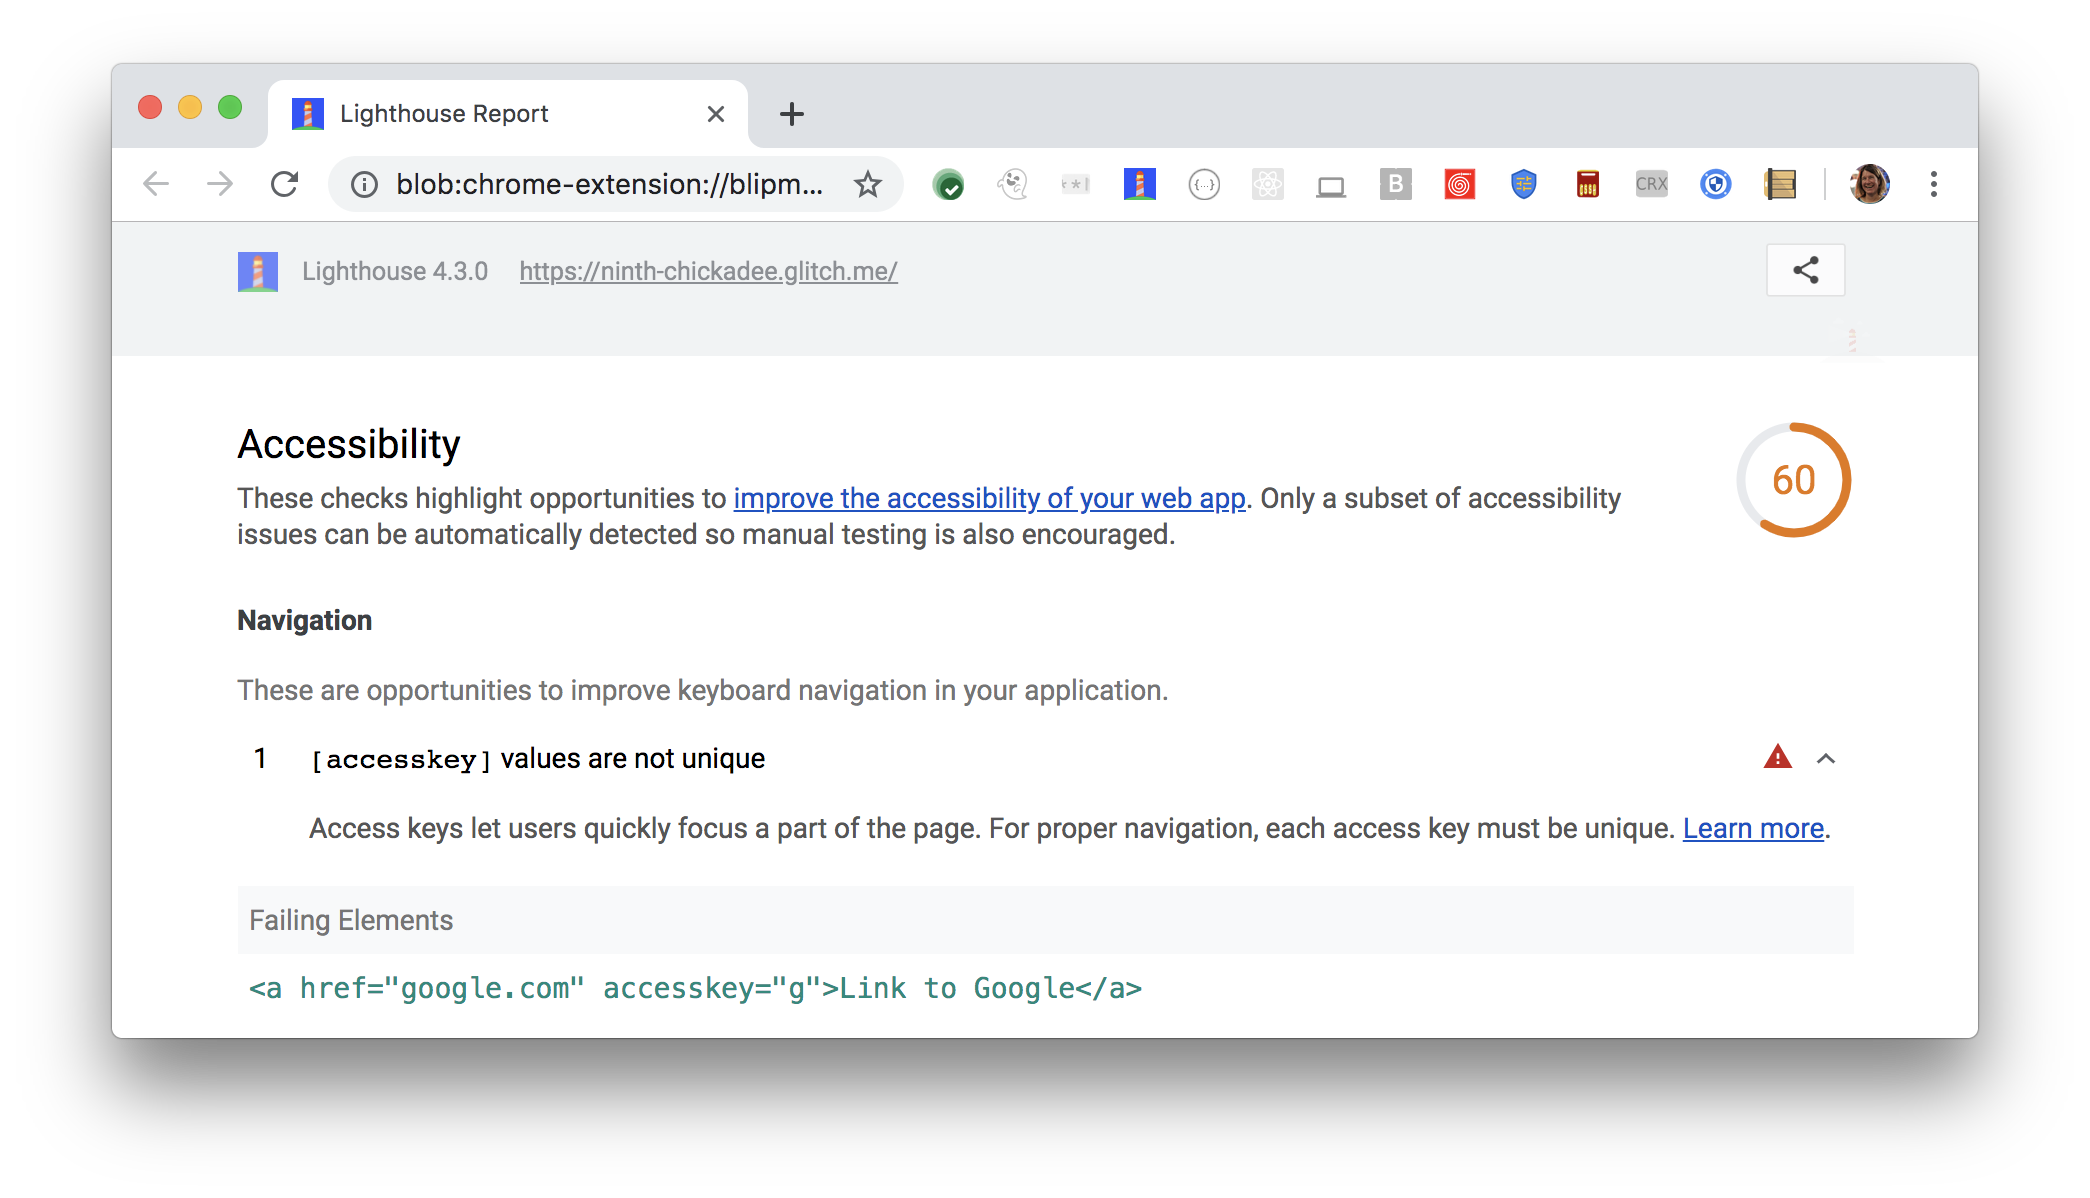 Lighthouse Report
blob:chrome-extension://blipm...
{...}
B
CRX
Lighthouse 4.3.0 https://ninth-chickadee.glitch.me/
Accessibility
60
These checks highlight opportunities to improve the accessibility of your web app. Only a subset of accessibility
issues can be automatically detected so manual testing is also encouraged.
Navigation
These are opportunities to improve keyboard navigation in your application.
1 [accesskey] values are not unique
Access keys let users quickly focus a part of the page. For proper navigation, each access key must be unique. Learn more.
Failing Elements
<a href="google.com" accesskey="g">Link to Google</a>